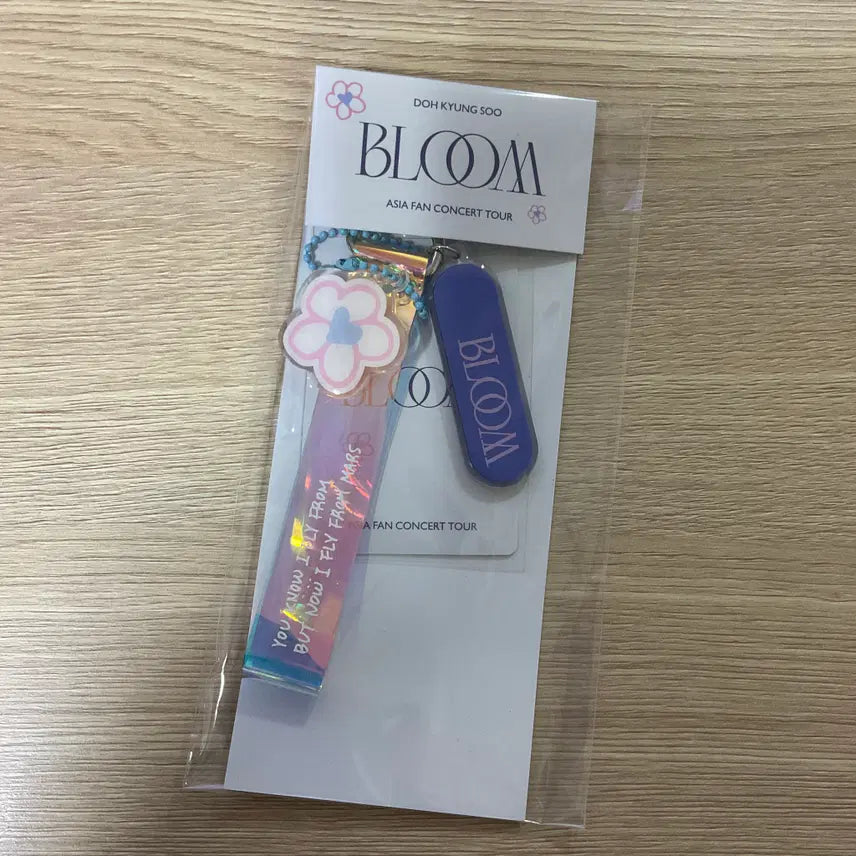 DOH KYUNG SOO
BLOOM
ASIA FAN CONCERT TOUR
BLOOM
BLOO
ASIA FAN CONCERT TOUR
YOU KNOW I FLY FROM
BUT NOW I FLY FROM MARS